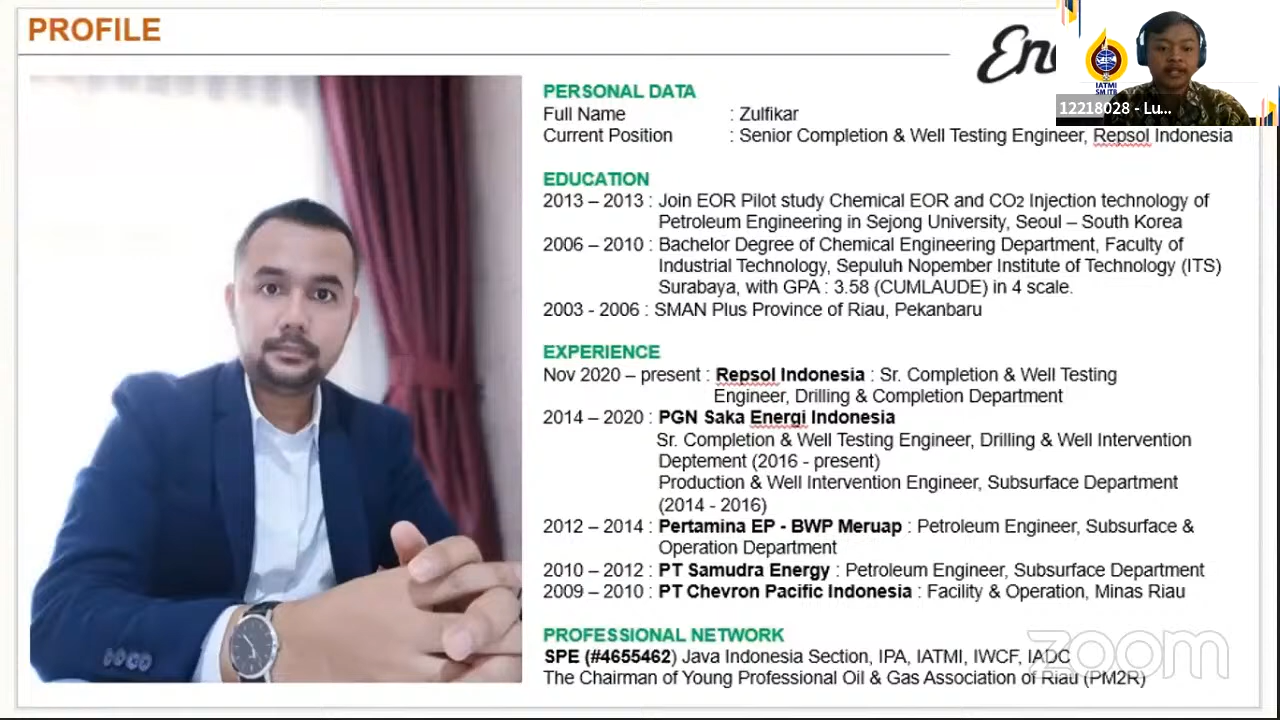 PROFILE
IATMI
SM ITB
12218028 - Lu...
PERSONAL DATA
Full Name : Zulfikar
Current Position : Senior Completion & Well Testing Engineer, Repsol Indonesia
EDUCATION
2013 – 2013 : Join EOR Pilot study Chemical EOR and CO2 Injection technology of
Petroleum Engineering in Sejong University, Seoul – South Korea
2006 – 2010 : Bachelor Degree of Chemical Engineering Department, Faculty of
Industrial Technology, Sepuluh Nopember Institute of Technology (ITS)
Surabaya, with GPA : 3.58 (CUMLAUDE) in 4 scale.
2003 - 2006 : SMAN Plus Province of Riau, Pekanbaru
EXPERIENCE
Nov 2020 – present : Repsol Indonesia : Sr. Completion & Well Testing
Engineer, Drilling & Completion Department
2014 – 2020 : PGN Saka Energi Indonesia
Sr. Completion & Well Testing Engineer, Drilling & Well Intervention
Deptement (2016 - present)
Production & Well Intervention Engineer, Subsurface Department
(2014 - 2016)
2012 – 2014 : Pertamina EP - BWP Meruap : Petroleum Engineer, Subsurface &
Operation Department
2010 – 2012 : PT Samudra Energy : Petroleum Engineer, Subsurface Department
2009 – 2010 : PT Chevron Pacific Indonesia : Facility & Operation, Minas Riau
PROFESSIONAL NETWORK
SPE (#4655462) Java Indonesia Section, IPA, IATMI, IWCF, IADC
The Chairman of Young Professional Oil & Gas Association of Riau (PM2R)
zoom